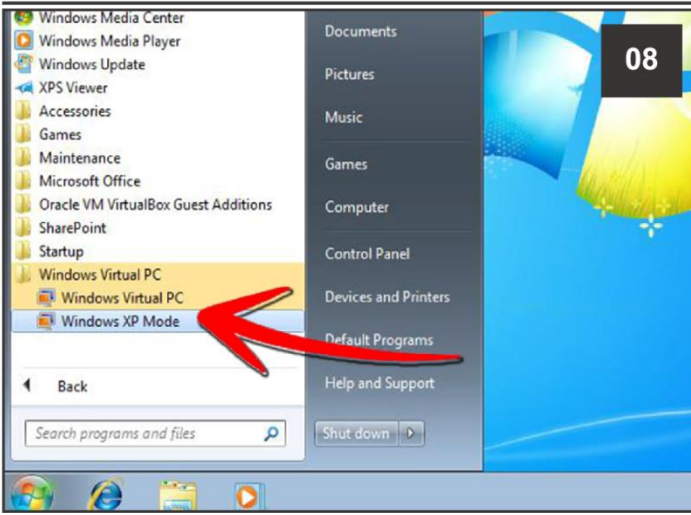 Windows Media Center
Windows Media Player
Windows Update
XPS Viewer
Accessories
Games
Maintenance
Microsoft Office
Oracle VM VirtualBox Guest Additions
SharePoint
Startup
Windows Virtual PC
Windows Virtual PC
Windows XP Mode
Back
Search programs and files
Documents
Pictures
Music
Games
Computer
Control Panel
Devices and Printers
Default Programs
Help and Support
Shut down
08